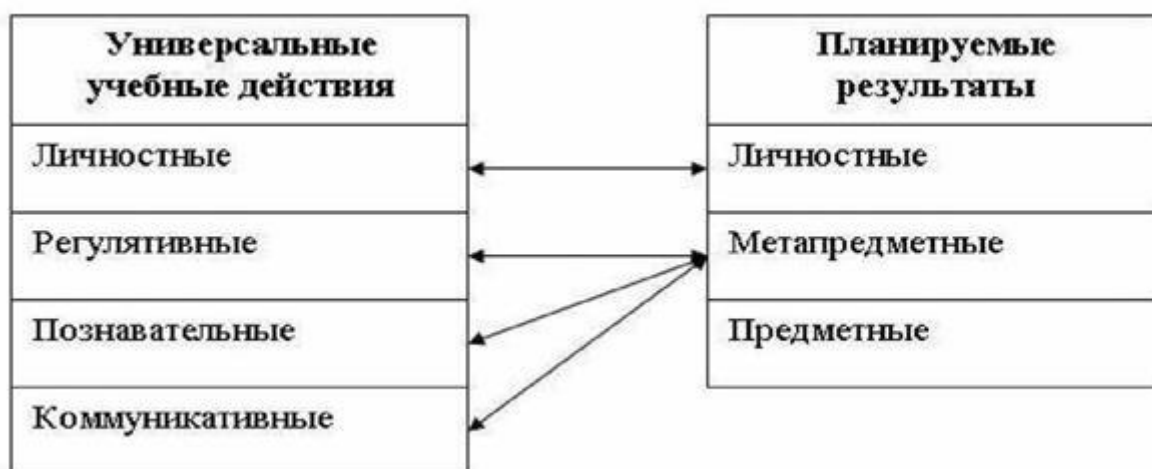 Универсальные
учебные действия
Личностные
Регулятивные
Познавательные
Коммуникативные
Планируемые
результаты
Личностные
Метапредметные
Предметные